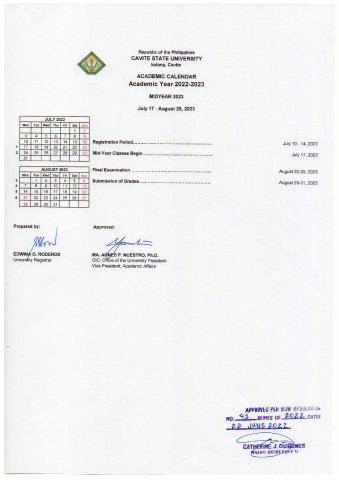 Republic of the Philippines
CAVITE STATE UNIVERSITY
Indang, Cavite
ACADEMIC CALENDAR
Academic Year 2022-2023
MIDYEAR 2023
July 17 - August 25, 2023
JULY 2023
Mon Tue Wed Thu Fri Sat Sun
1 2
3 4 5 6 7 8 9
10 11 12 13 14 15 16
1 17 18 19 20 21 22 23
2 24 25 26 27 28 29 30
31
Registration Period July 10 - 14, 2023
Mid-Year Classes Begin July 17, 2023
AUGUST 2023
Mon Tue Wed Thu Fri Sat Sun
3 1 2 3 4 5 6
4 7 8 9 10 11 12 13
5 14 15 16 17 18 19 20
6 21 22 23 24 25 26 27
28 29 30 31
Final Examination
Submission of Grades August 29-31, 2023
Prepared by: Approved:
EDWINA O. RODEROS MA. AGNES P. NUESTRO, Ph.D.
University Registrar OIC, Office of the University President
Vice President, Academic Affairs
APPROVED PER BOR RESOLUTION
NO. 42 SERIES OF 2022 DATED
22 JUNE 2022
CATHERINE J. QUIÑONES
BOARD SECRETARY V